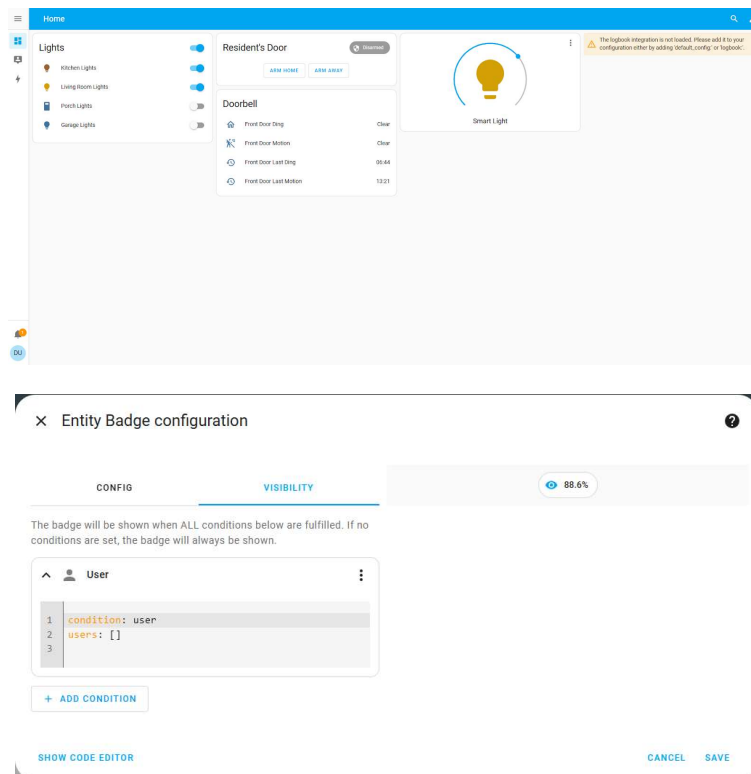 Home
Lights
Kitchen Lights
Living Room Lights
Porch Lights
Garage Lights
Resident's Door
Disarmed
ARM HOME ARM AWAY
Doorbell
Front Door Ding Clear
Front Door Motion Clear
Front Door Last Ding 06:44
Front Door Last Motion 13:21
Smart Light
The logbook integration is not loaded. Please add it to your
configuration either by adding 'default_config:' or 'logbook:'.
DU
Entity Badge configuration
CONFIG VISIBILITY
88.6%
The badge will be shown when ALL conditions below are fulfilled. If no
conditions are set, the badge will always be shown.
User
1 condition: user
2 users: []
3
+ ADD CONDITION
SHOW CODE EDITOR
CANCEL SAVE